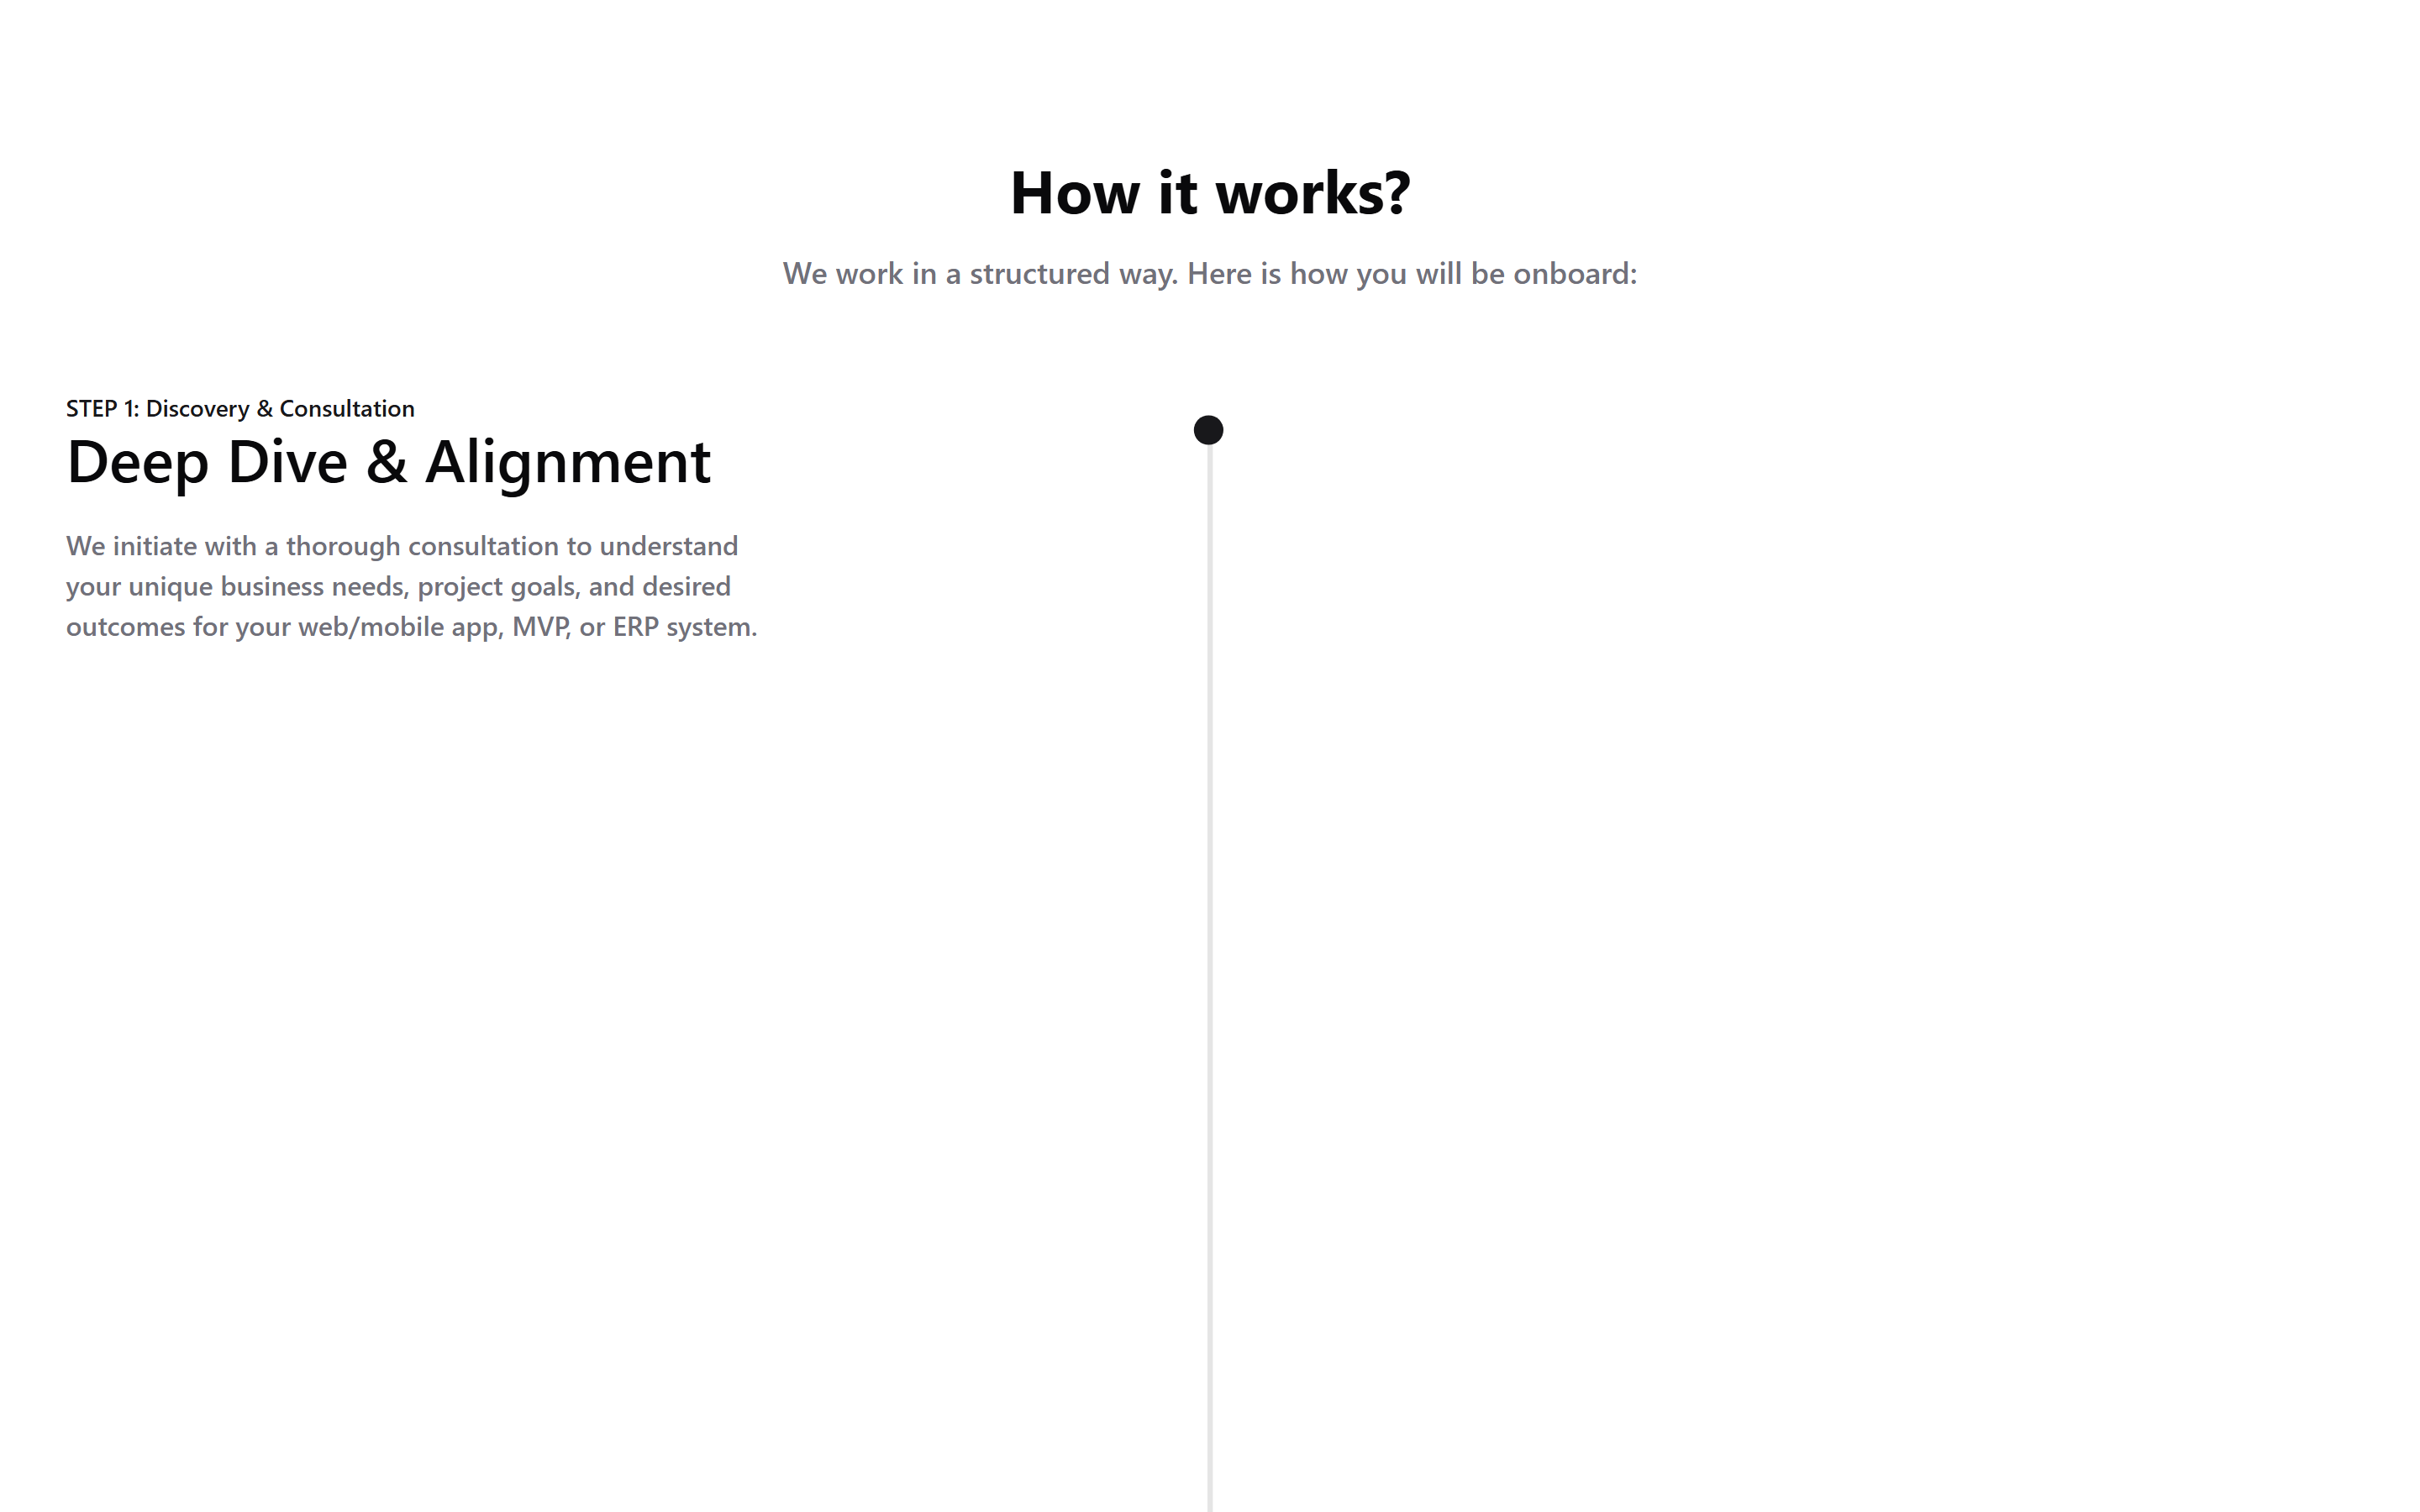 How it works?
We work in a structured way. Here is how you will be onboard:
STEP 1: Discovery & Consultation
Deep Dive & Alignment
We initiate with a thorough consultation to understand
your unique business needs, project goals, and desired
outcomes for your web/mobile app, MVP, or ERP system.